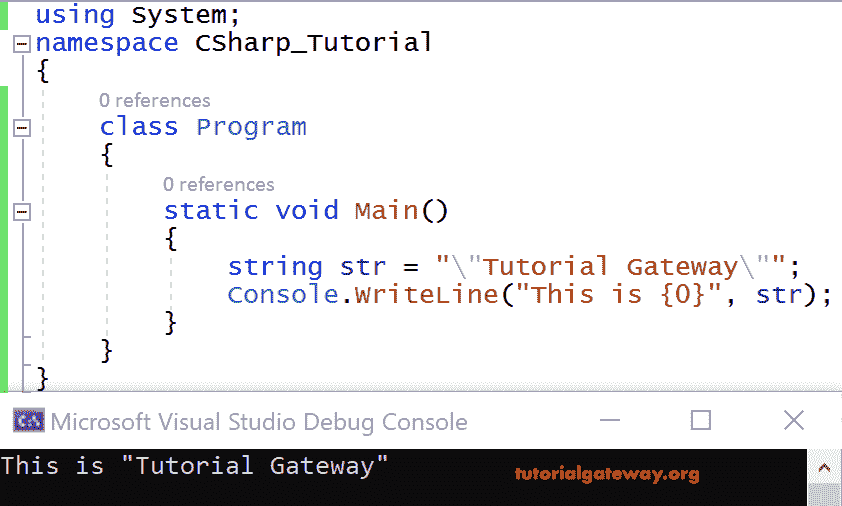 using System;
namespace CSharp_Tutorial
{
0 references
class Program
{
0 references
static void Main()
{
string str = "\"Tutorial Gateway\"";
Console.WriteLine("This is {0}", str);
}
}
}
Microsoft Visual Studio Debug Console
This is "Tutorial Gateway"
tutorialgateway.org